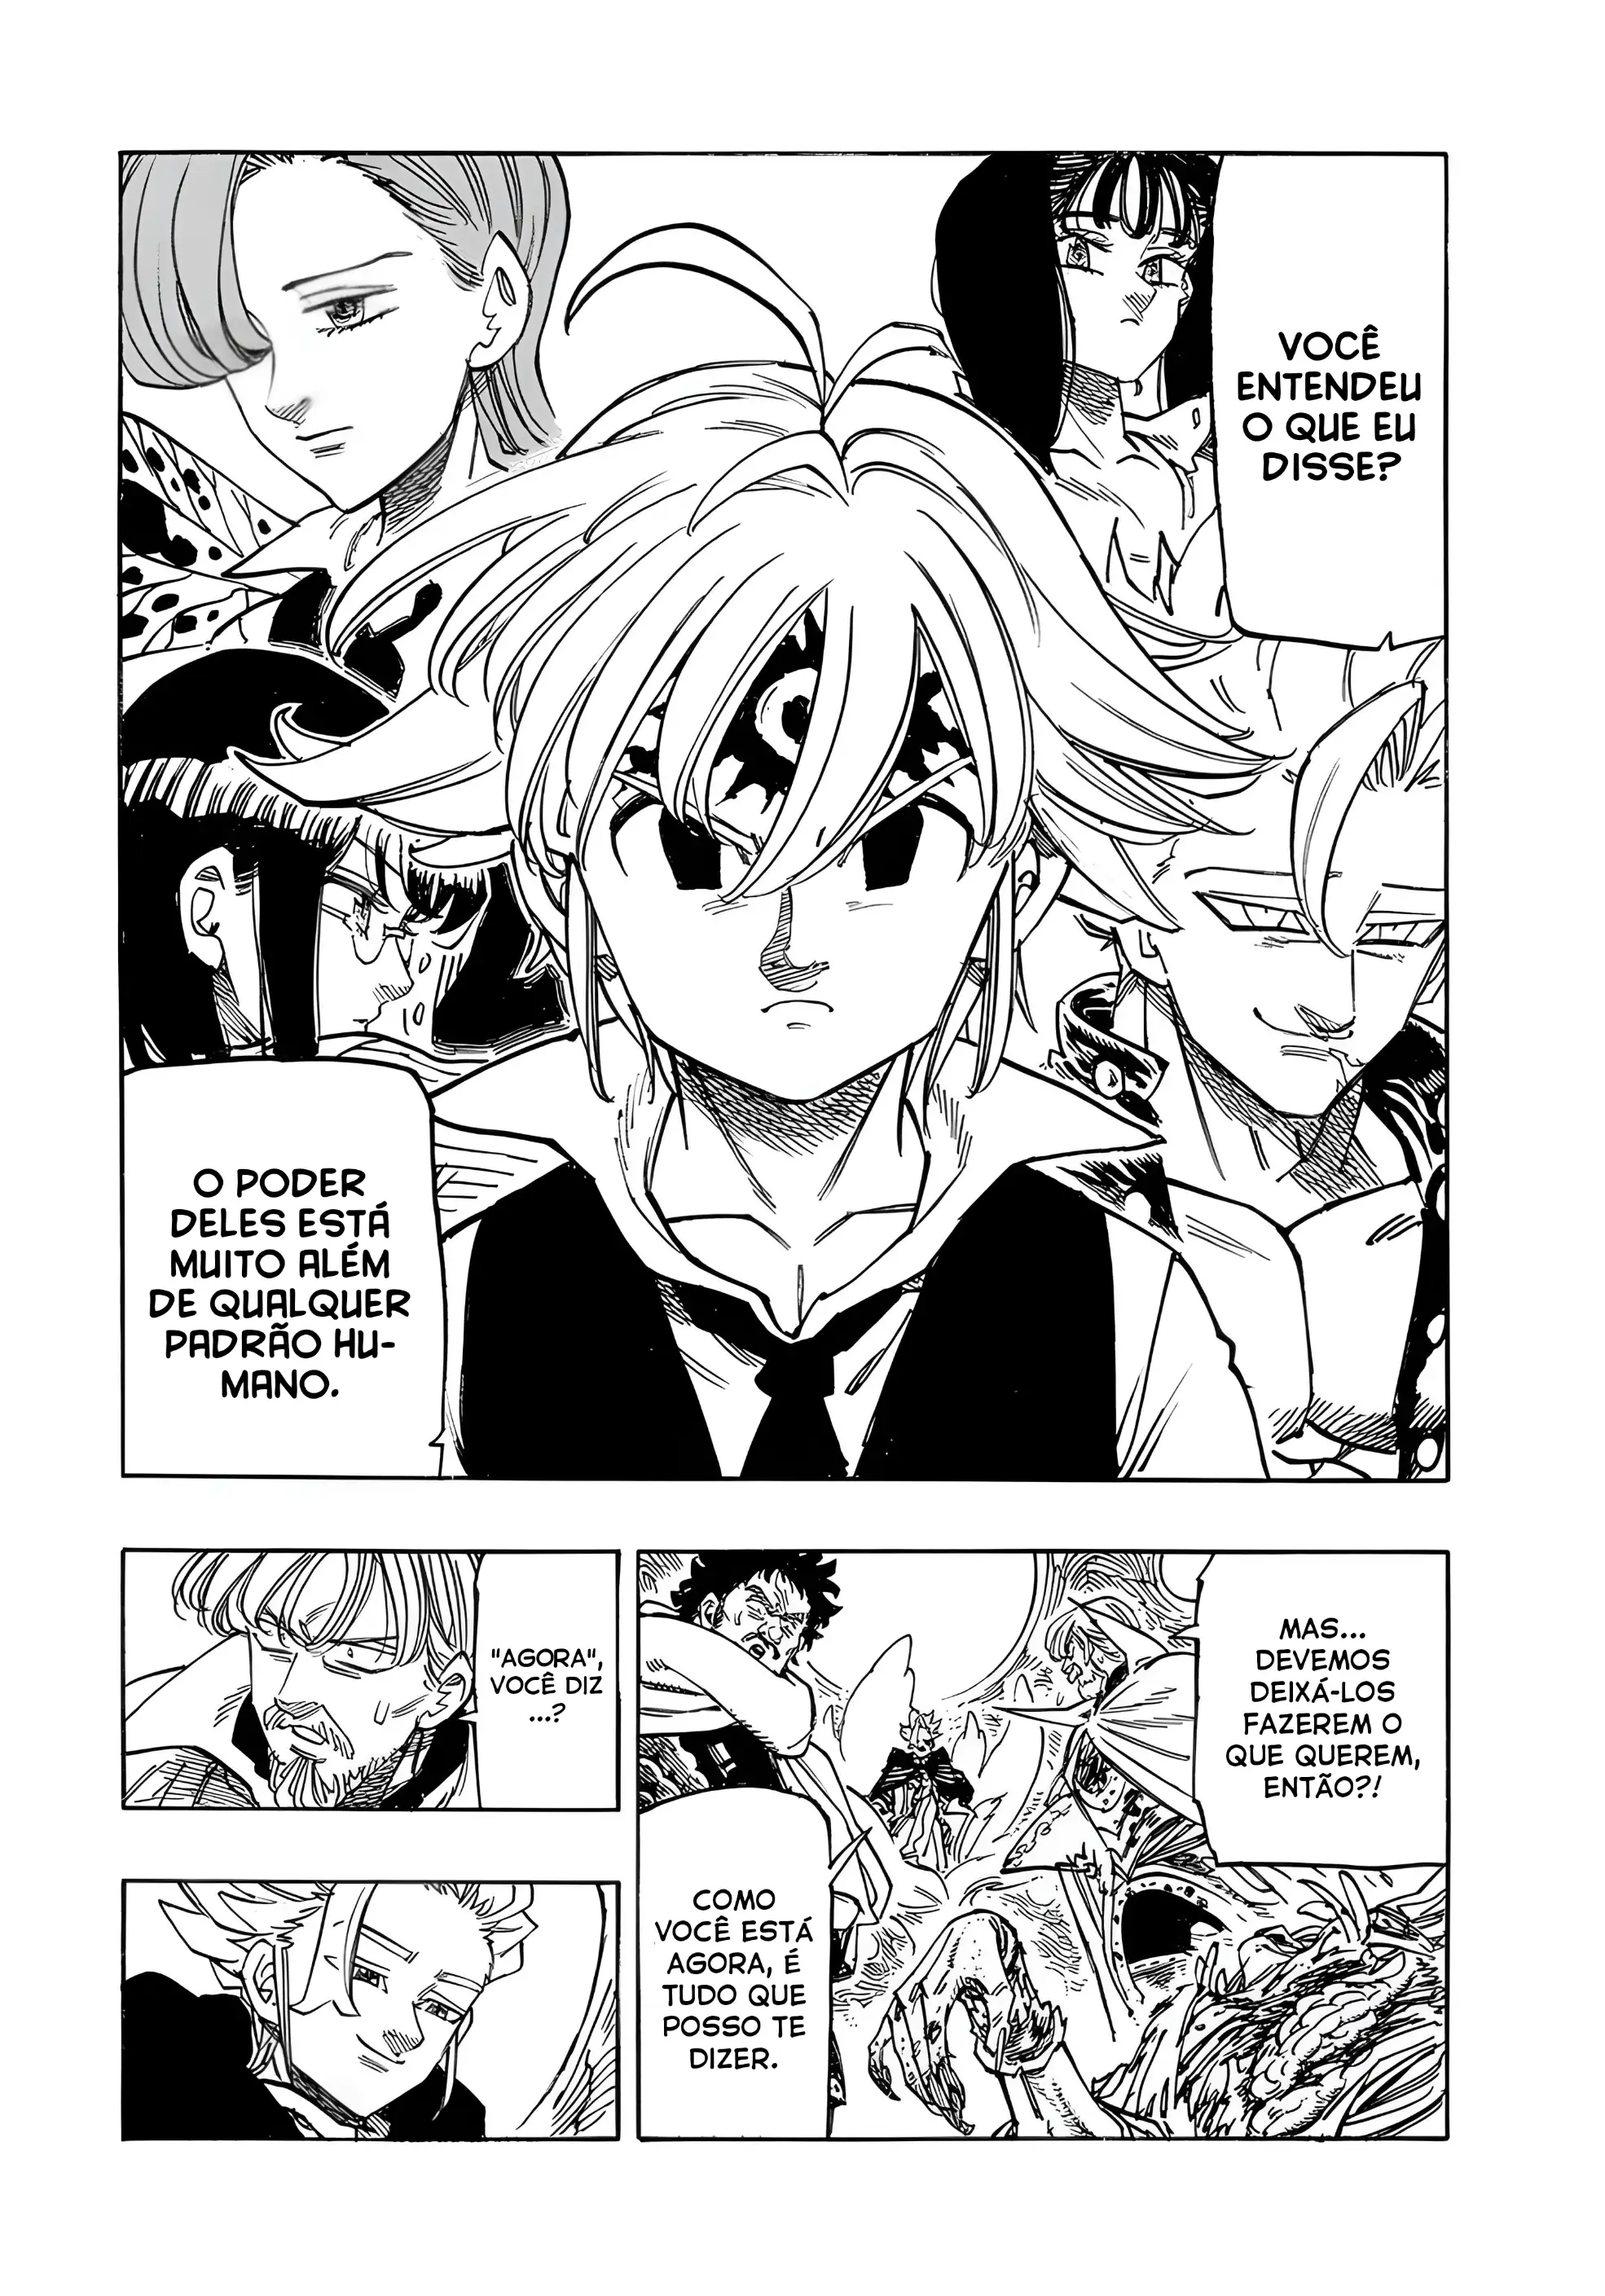 VOCÊ
ENTENDEU
O QUE EU
DISSE?
O PODER
DELES ESTÁ
MUITO ALÉM
DE QUALQUER
PADRÃO HU-
MANO.
MAS...
DEVEMOS
DEIXÁ-LOS
FAZEREM O
QUE QUEREM,
ENTÃO?!
COMO
VOCÊ ESTÁ
AGORA, É
TUDO QUE
POSSO TE
DIZER.
"AGORA",
VOCÊ DIZ
...?